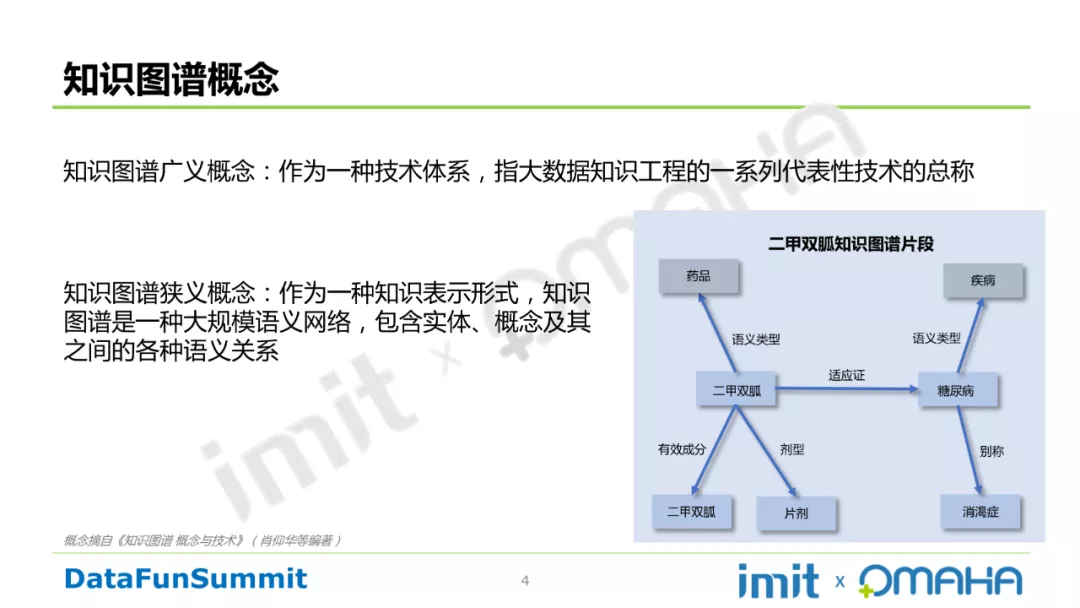 知识图谱概念
知识图谱广义概念：作为一种技术体系，指大数据知识工程的一系列代表性技术的总称
知识图谱狭义概念：作为一种知识表示形式，知识
图谱是一种大规模语义网络，包含实体、概念及其
之间的各种语义关系
二甲双胍知识图谱片段
药品
疾病
语义类型
语义类型
二甲双胍
适应证
糖尿病
有效成分
剂型
别称
二甲双胍
片剂
消渴症
imit x OMAHA
概念摘自《知识图谱 概念与技术》（肖仰华等编著）
DataFunSummit
4
imit x OMAHA